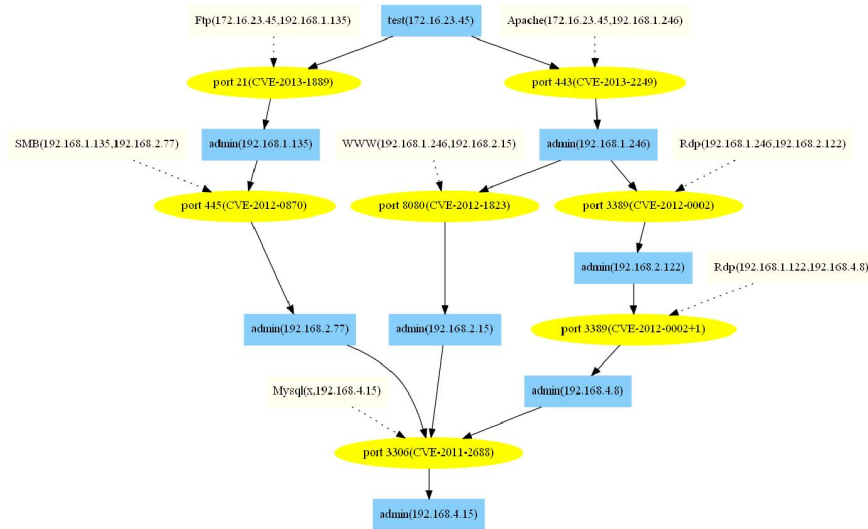 Ftp(172.16.23.45,192.168.1.135)
test(172.16.23.45)
Apache(172.16.23.45,192.168.1.246)
port 21(CVE-2013-1889)
port 443(CVE-2013-2249)
SMB(192.168.1.135,192.168.2.77)
admin(192.168.1.135)
WWW(192.168.1.246,192.168.2.15)
admin(192.168.1.246)
Rdp(192.168.1.246,192.168.2.122)
port 445(CVE-2012-0870)
port 8080(CVE-2012-1823)
port 3389(CVE-2012-0002)
admin(192.168.2.122)
Rdp(192.168.1.122,192.168.4.8)
admin(192.168.2.77)
admin(192.168.2.15)
port 3389(CVE-2012-0002+1)
Mysql(x,192.168.4.15)
admin(192.168.4.8)
port 3306(CVE-2011-2688)
admin(192.168.4.15)